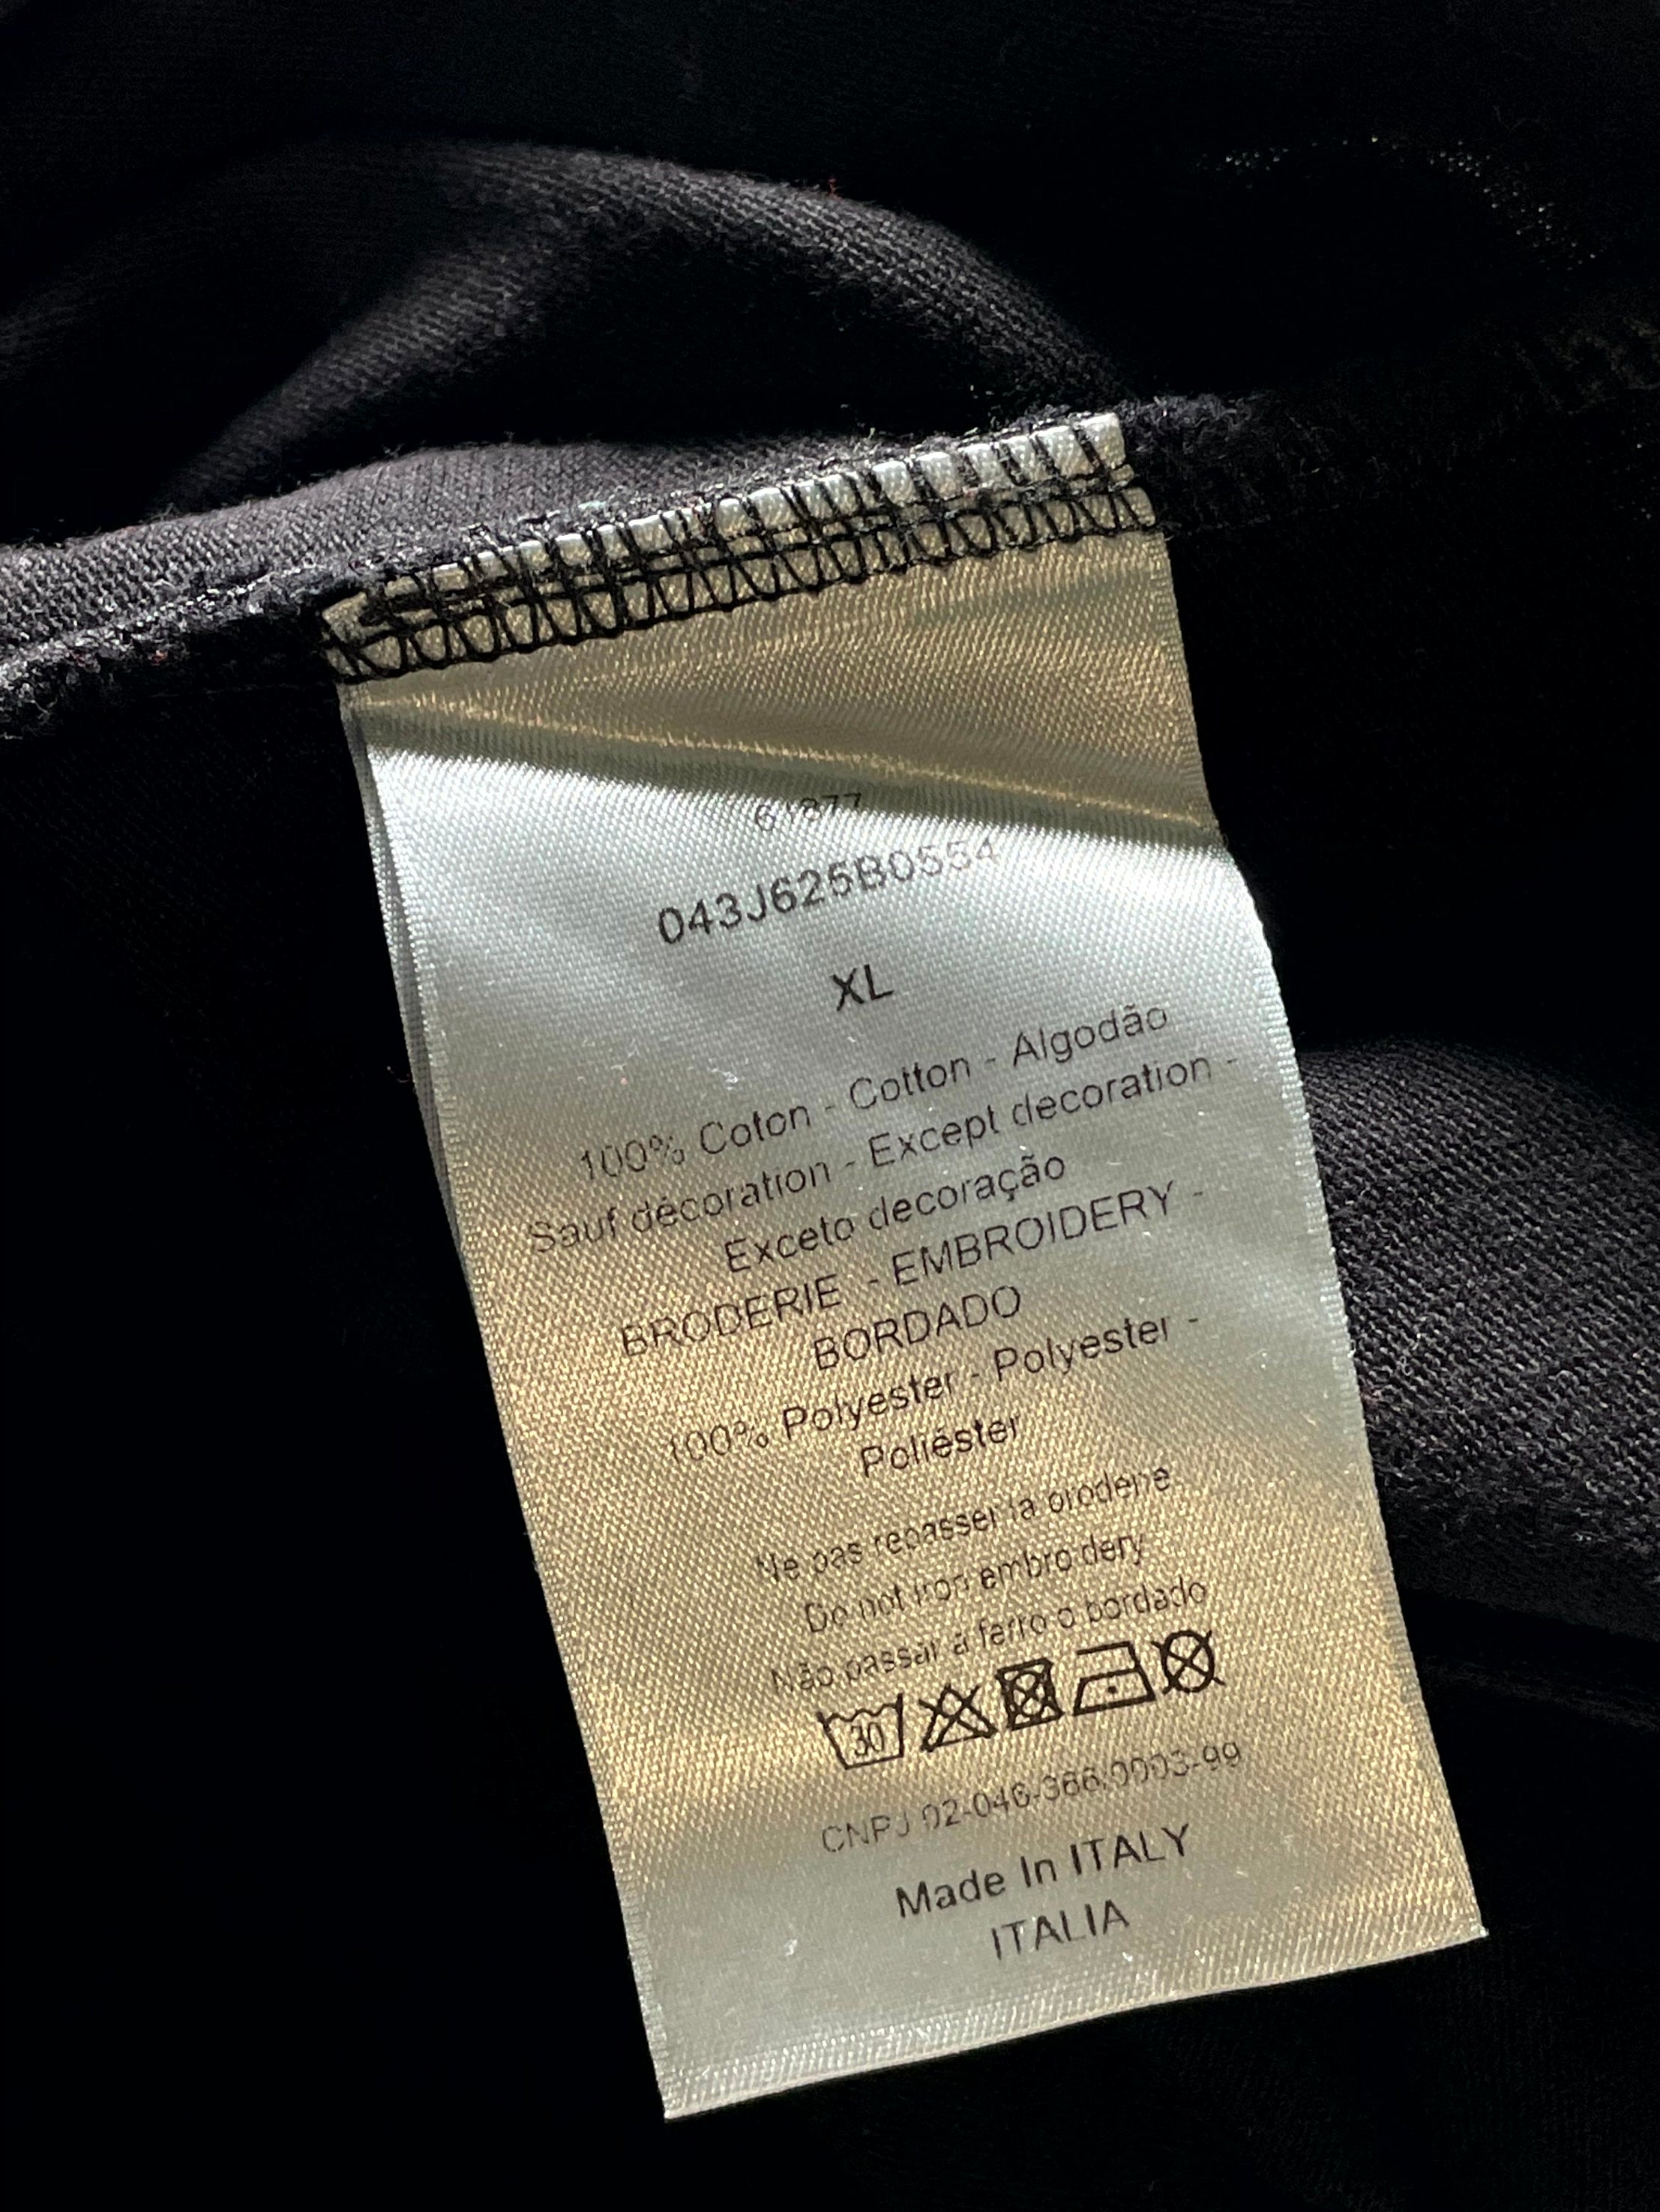 61877
043J625B0554
XL
100% Coton - Cotton - Algodão
Sauf décoration - Except decoration -
Exceto decoração
BRODERIE - EMBROIDERY -
BORDADO
100% Polyester - Polyester -
Poliéster
Ne pas repasser la broderie
Do not iron embroidery
Não passar a ferro o bordado
30
CNPJ 02-046-366/0003-99
Made In ITALY
ITALIA